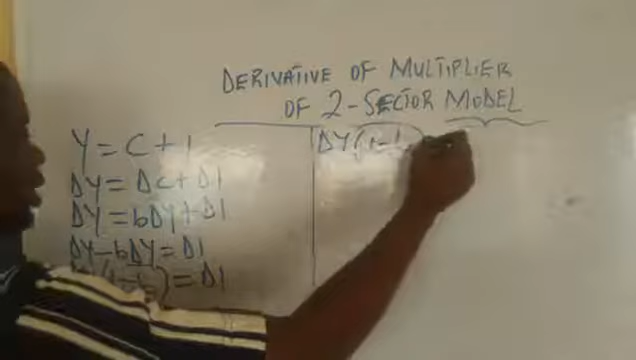 DERIVATIVE OF MULTIPLIER
OF 2-SECTOR MODEL
Y = C + I
ΔY = ΔC + ΔI
ΔY = bΔY + ΔI
ΔY - bΔY = ΔI
(1-b) = ΔI
ΔY(1-